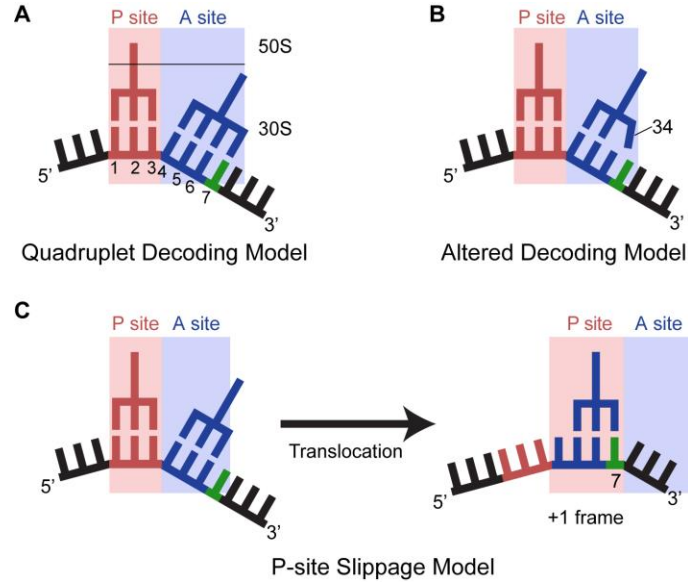 A
P site
A site
50S
30S
1
2
3
4
5
6
7
5’
3’
Quadruplet Decoding Model
B
P site
A site
34
5’
3’
Altered Decoding Model
C
P site
A site
5’
3’
Translocation
P site
A site
7
5’
3’
+1 frame
P-site Slippage Model